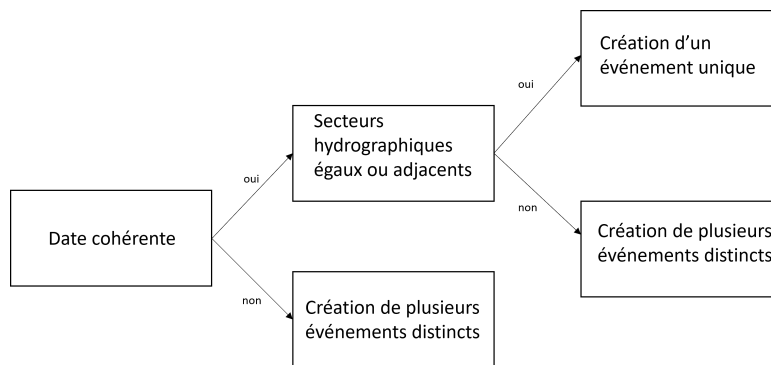 Date cohérente
oui
non
Secteurs
hydrographiques
égaux ou adjacents
Création de plusieurs
événements distincts
oui
non
Création d'un
événement unique
Création de plusieurs
événements distincts